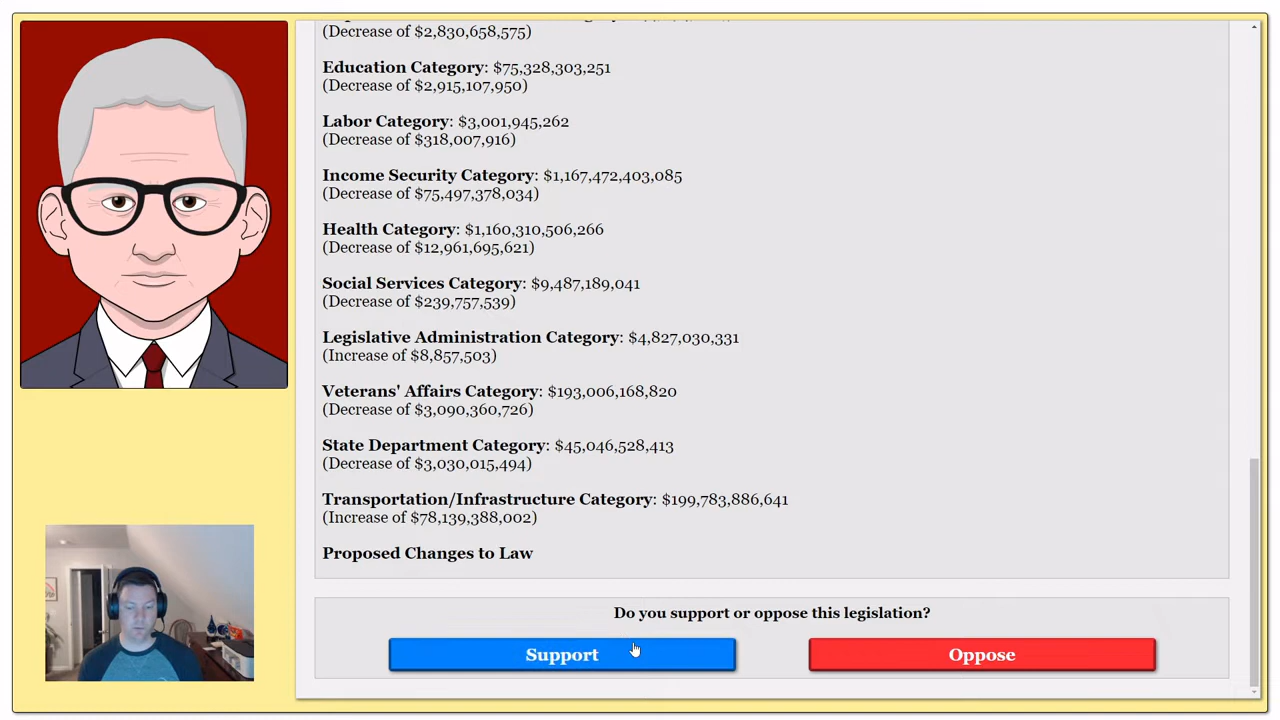 (Decrease of $2,830,658,575)
Education Category: $75,328,303,251
(Decrease of $2,915,107,950)
Labor Category: $3,001,945,262
(Decrease of $318,007,916)
Income Security Category: $1,167,472,403,085
(Decrease of $75,497,378,034)
Health Category: $1,160,310,506,266
(Decrease of $12,961,695,621)
Social Services Category: $9,487,189,041
(Decrease of $239,757,539)
Legislative Administration Category: $4,827,030,331
(Increase of $8,857,503)
Veterans' Affairs Category: $193,006,168,820
(Decrease of $3,090,360,726)
State Department Category: $45,046,528,413
(Decrease of $3,030,015,494)
Transportation/Infrastructure Category: $199,783,886,641
(Increase of $78,139,388,002)
Proposed Changes to Law
Do you support or oppose this legislation?
Support
Oppose